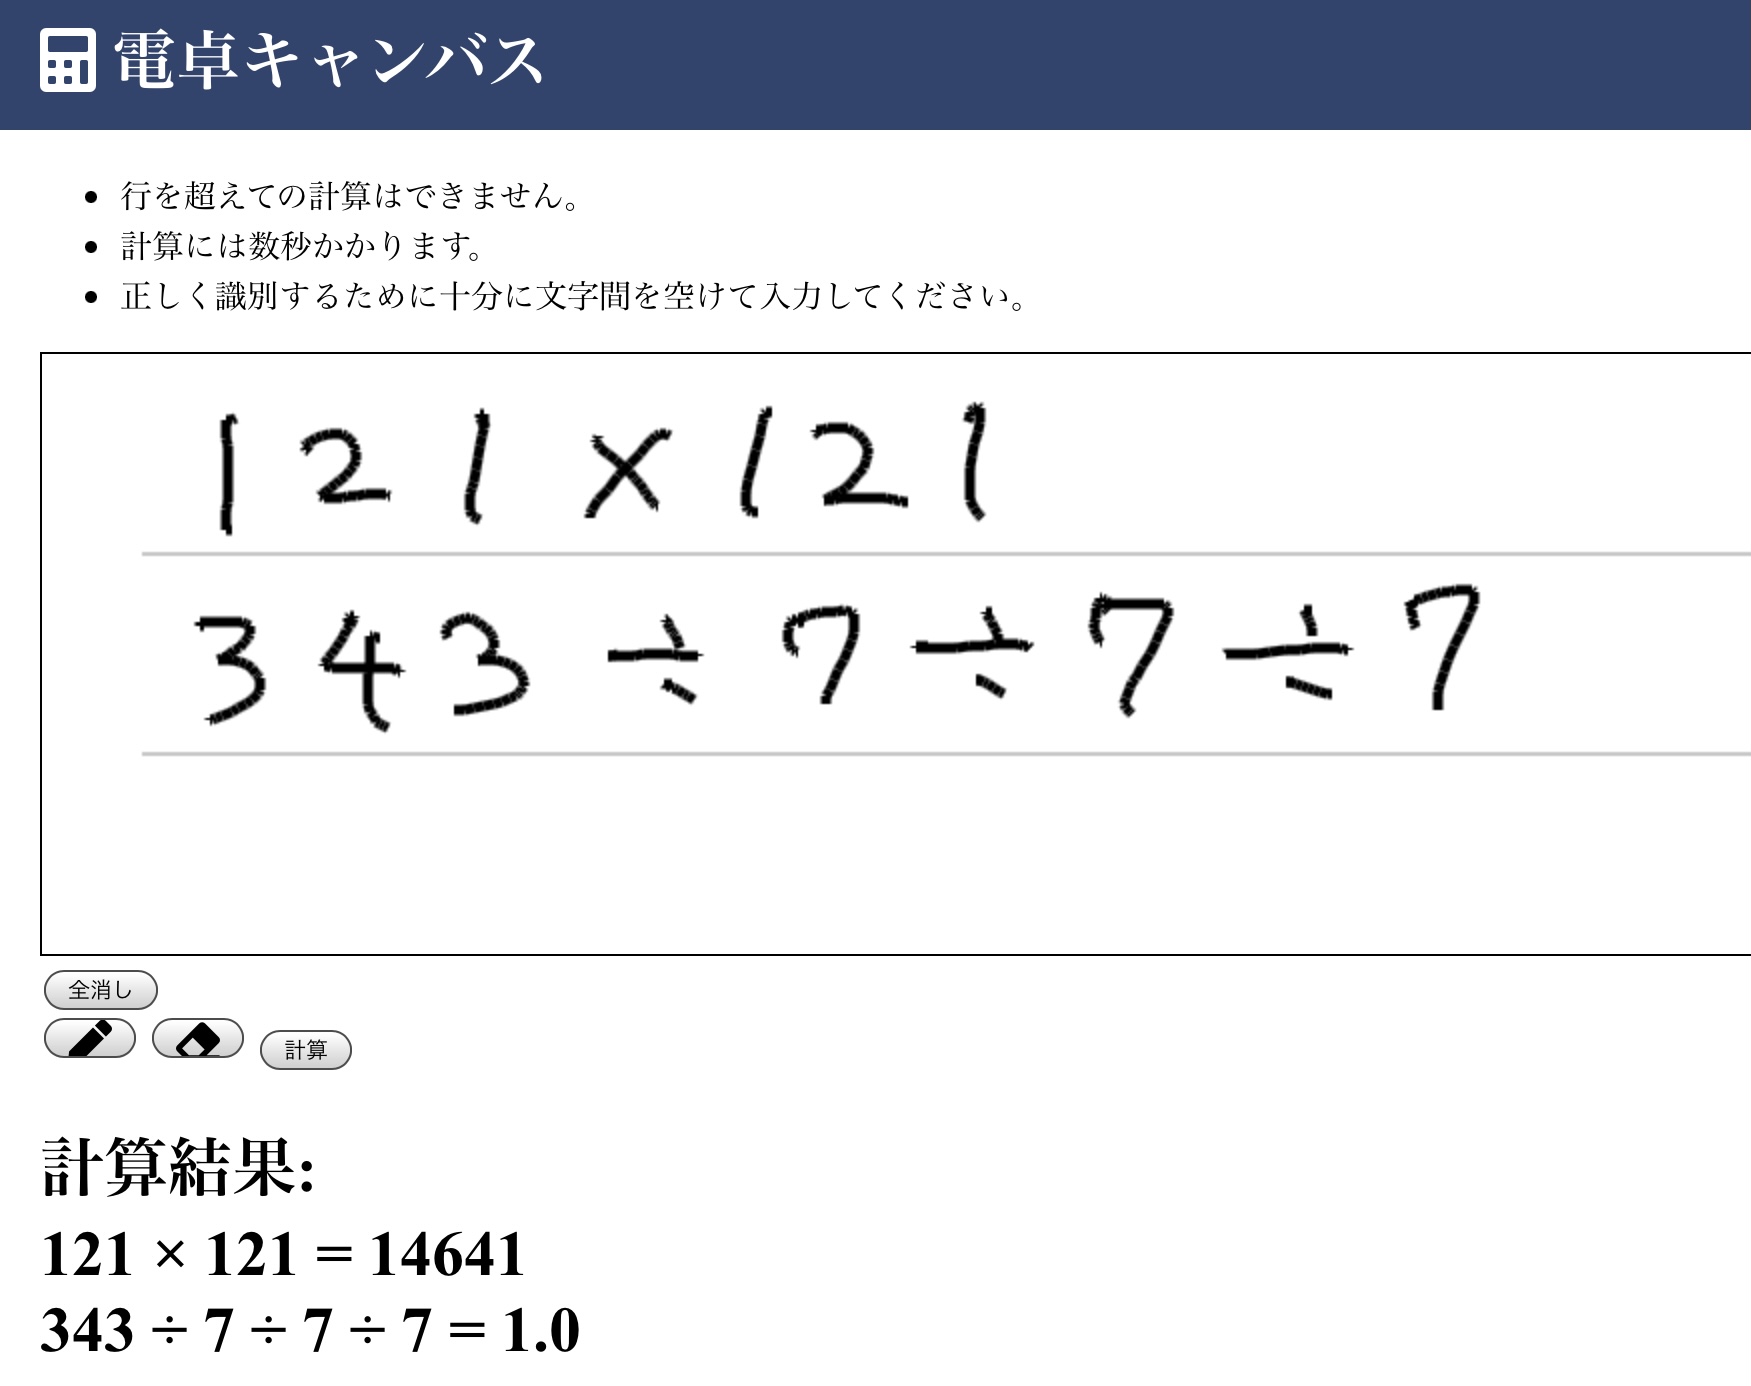 電卓キャンバス
行を超えての計算はできません。
計算には数秒かかります。
正しく識別するために十分に文字間を空けて入力してください。
121×121
343÷7÷7÷7
全消し
計算
計算結果:
121 × 121 = 14641
343 ÷ 7 ÷ 7 ÷ 7 = 1.0